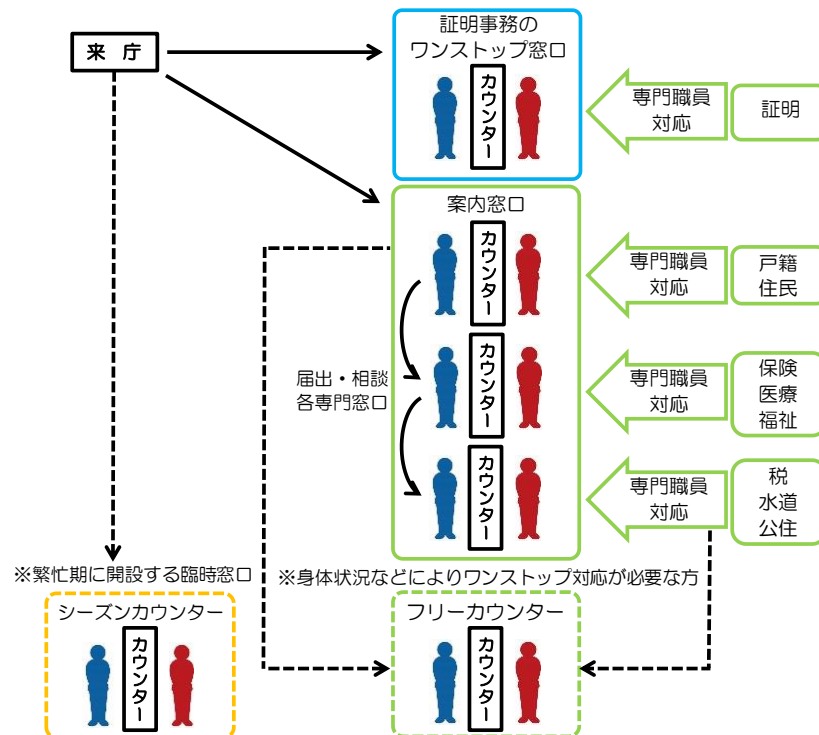 来 庁
証明事務の
ワンストップ窓口
カウンター
専門職員
対応
証明
案内窓口
カウンター
専門職員
対応
戸籍
住民
届出・相談
各専門窓口
カウンター
専門職員
対応
保険
医療
福祉
カウンター
専門職員
対応
税
水道
公住
※繁忙期に開設する臨時窓口
※身体状況などによりワンストップ対応が必要な方
シーズンカウンター
カウンター
フリーカウンター
カウンター